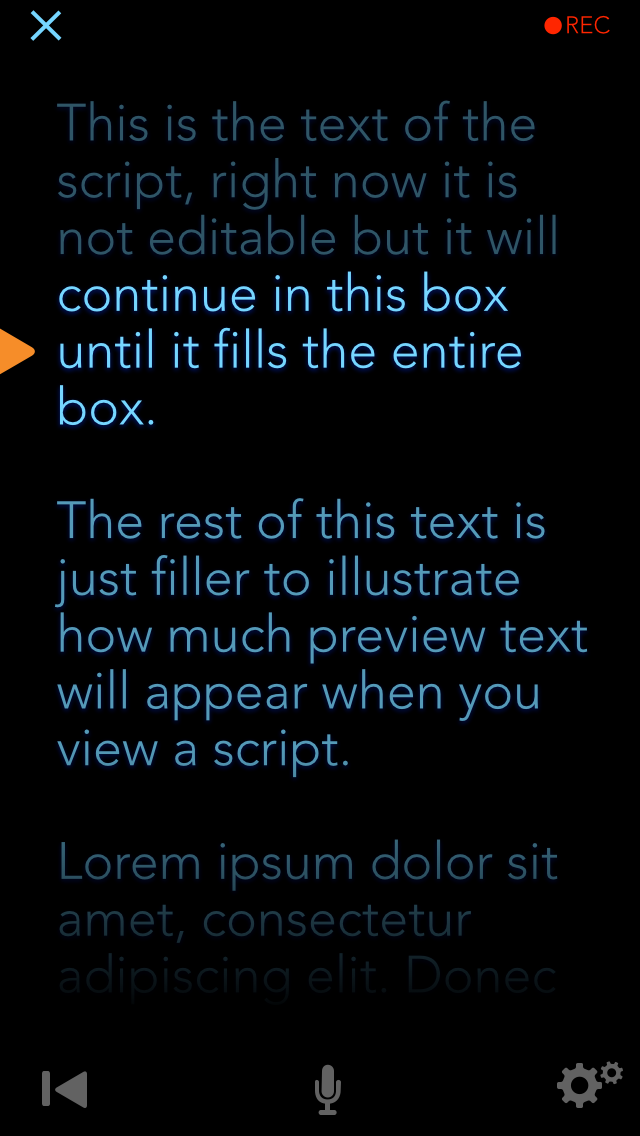 REC
This is the text of the
script, right now it is
not editable but it will
continue in this box
until it fills the entire
box.
The rest of this text is
just filler to illustrate
how much preview text
will appear when you
view a script.
Lorem ipsum dolor sit
amet, consectetur
adipiscing elit. Donec